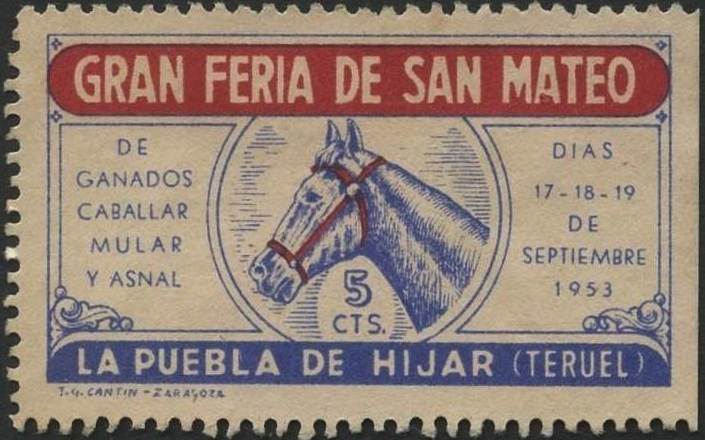 GRAN FERIA DE SAN MATEO
DE
GANADOS
CABALLAR
MULAR
Y ASNAL
DIAS
17-18-19
DE
SEPTIEMBRE
1953
5
CTS.
LA PUEBLA DE HIJAR (TERUEL)
T.G. CANTIN - ZARAGOZA